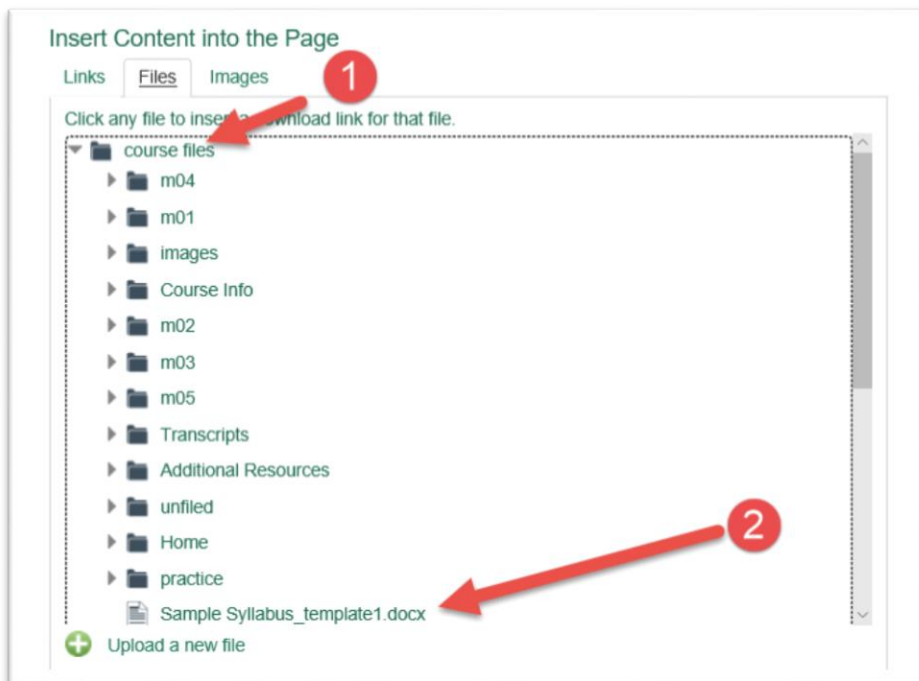 Insert Content into the Page
Links Files Images
1
Click any file to insert a download link for that file.
course files
m04
m01
images
Course Info
m02
m03
m05
Transcripts
Additional Resources
unfiled
Home
2
practice
Sample Syllabus_template1.docx
Upload a new file